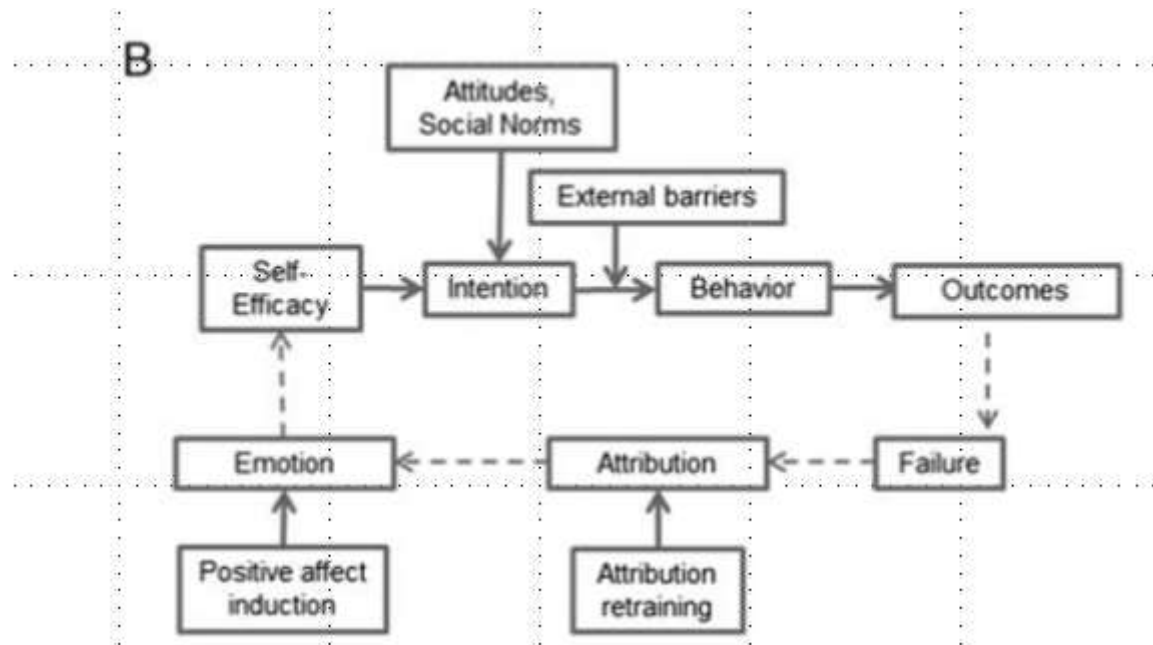 B
Attitudes,
Social Norms
External barriers
Self-
Efficacy
Intention
Behavior
Outcomes
Emotion
Attribution
Failure
Positive affect
induction
Attribution
retraining